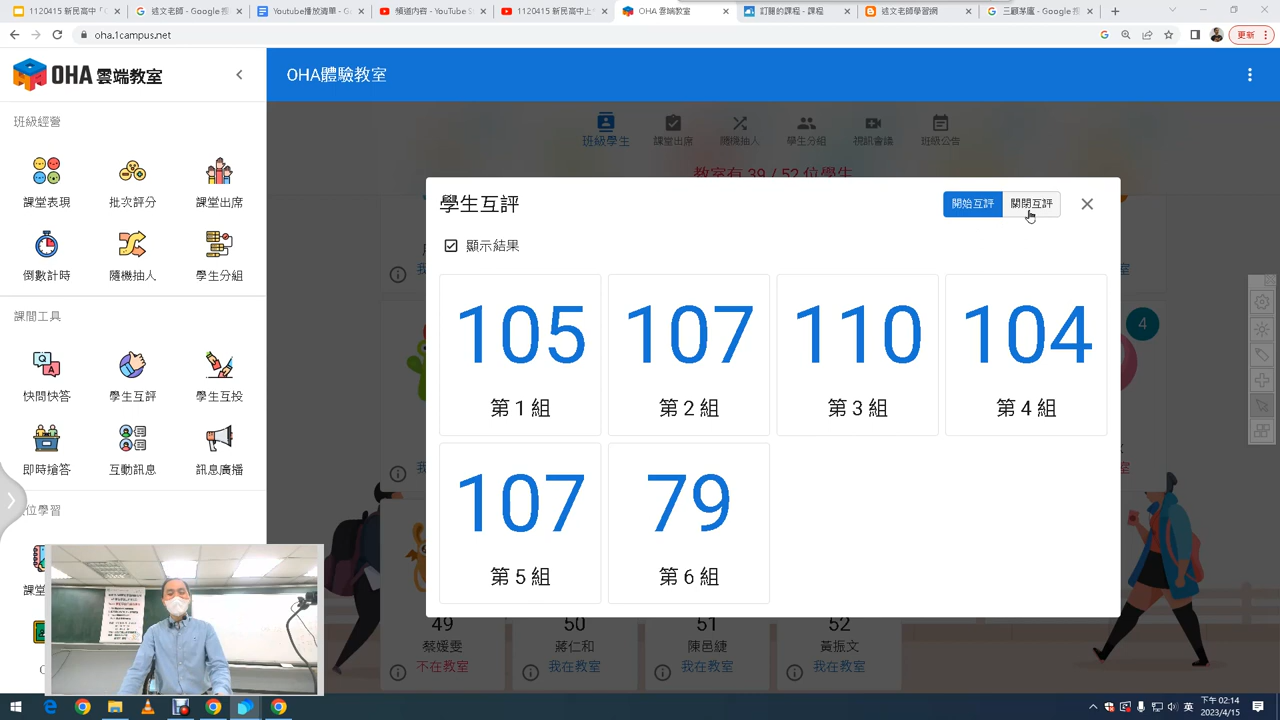 1120415 新民高中「C
這文老師 - Google 搜
Youtube播放清單 - G
頻道內容 - YouTube S
1120415 新民高中上午
OHA 雲端教室
訂閱的課程 - 課程
這文老師學習網
三顧茅廬 - Google 搜
oha.1campus.net
更新
OHA 雲端教室
OHA體驗教室
班級經營
課堂表現
批次評分
課堂出席
倒數計時
隨機抽人
學生分組
課間工具
快問快答
學生互評
學生互投
即時搶答
互動訊息
訊息廣播
位學習
班級學生
課堂出席
隨機抽人
學生分組
視訊會議
班級公告
教室有 39 / 52 位學生
學生互評
開始互評
關閉互評
顯示結果
105
107
110
104
第 1 組
第 2 組
第 3 組
第 4 組
107
79
第 5 組
第 6 組
4
49
50
51
52
蔡媛雯
蔣仁和
陳邑緁
黃振文
不在教室
我在教室
我在教室
我在教室
英
下午 02:14
2023/4/15